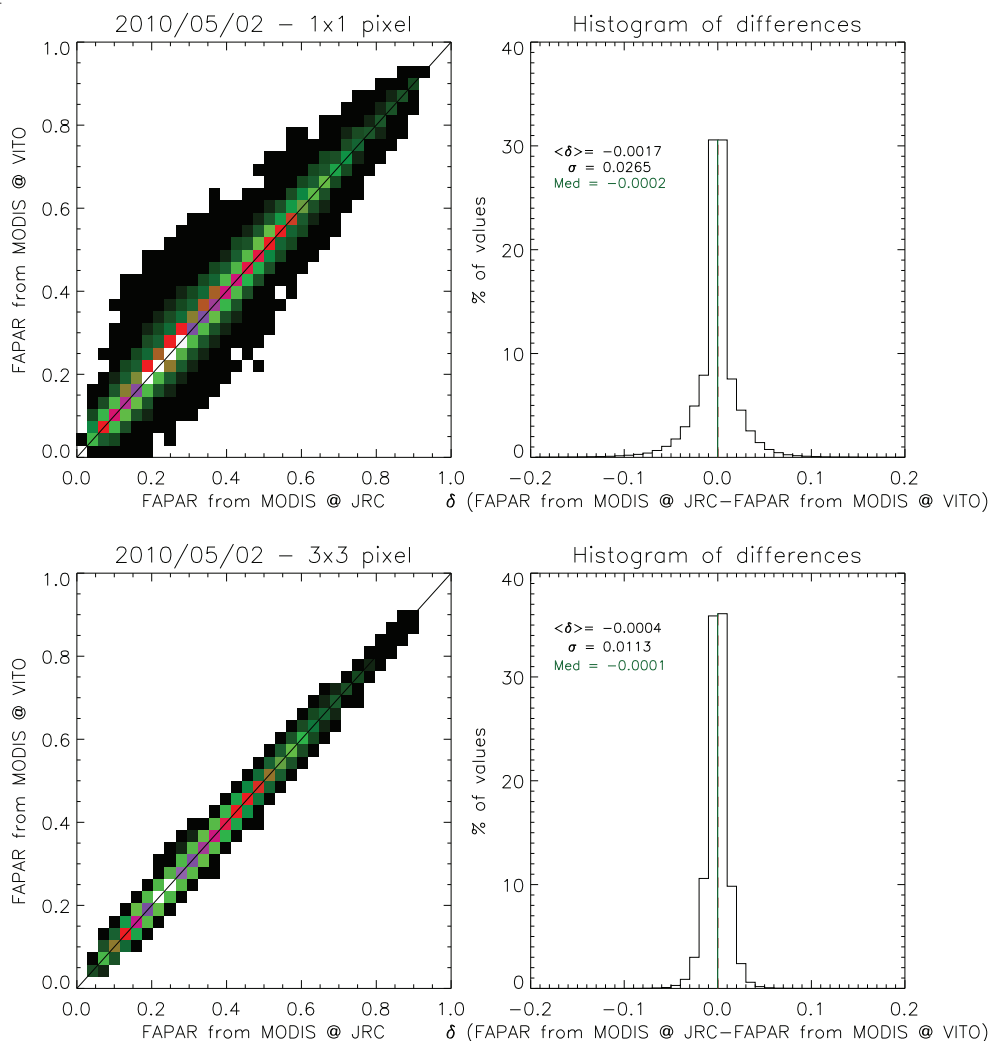 2010/05/02 − 1x1 pixel
1.0
0.8
0.6
0.4
0.2
0.0
FAPAR from MODIS @ VITO
0.0 0.2 0.4 0.6 0.8 1.0
FAPAR from MODIS @ JRC
Histogram of differences
40
30
20
10
0
% of values
<δ>= −0.0017
σ = 0.0265
Med = −0.0002
−0.2 −0.1 0.0 0.1 0.2
δ (FAPAR from MODIS @ JRC−FAPAR from MODIS @ VITO)
2010/05/02 − 3x3 pixel
1.0
0.8
0.6
0.4
0.2
0.0
FAPAR from MODIS @ VITO
0.0 0.2 0.4 0.6 0.8 1.0
FAPAR from MODIS @ JRC
Histogram of differences
40
30
20
10
0
% of values
<δ>= −0.0004
σ = 0.0113
Med = −0.0001
−0.2 −0.1 0.0 0.1 0.2
δ (FAPAR from MODIS @ JRC−FAPAR from MODIS @ VITO)